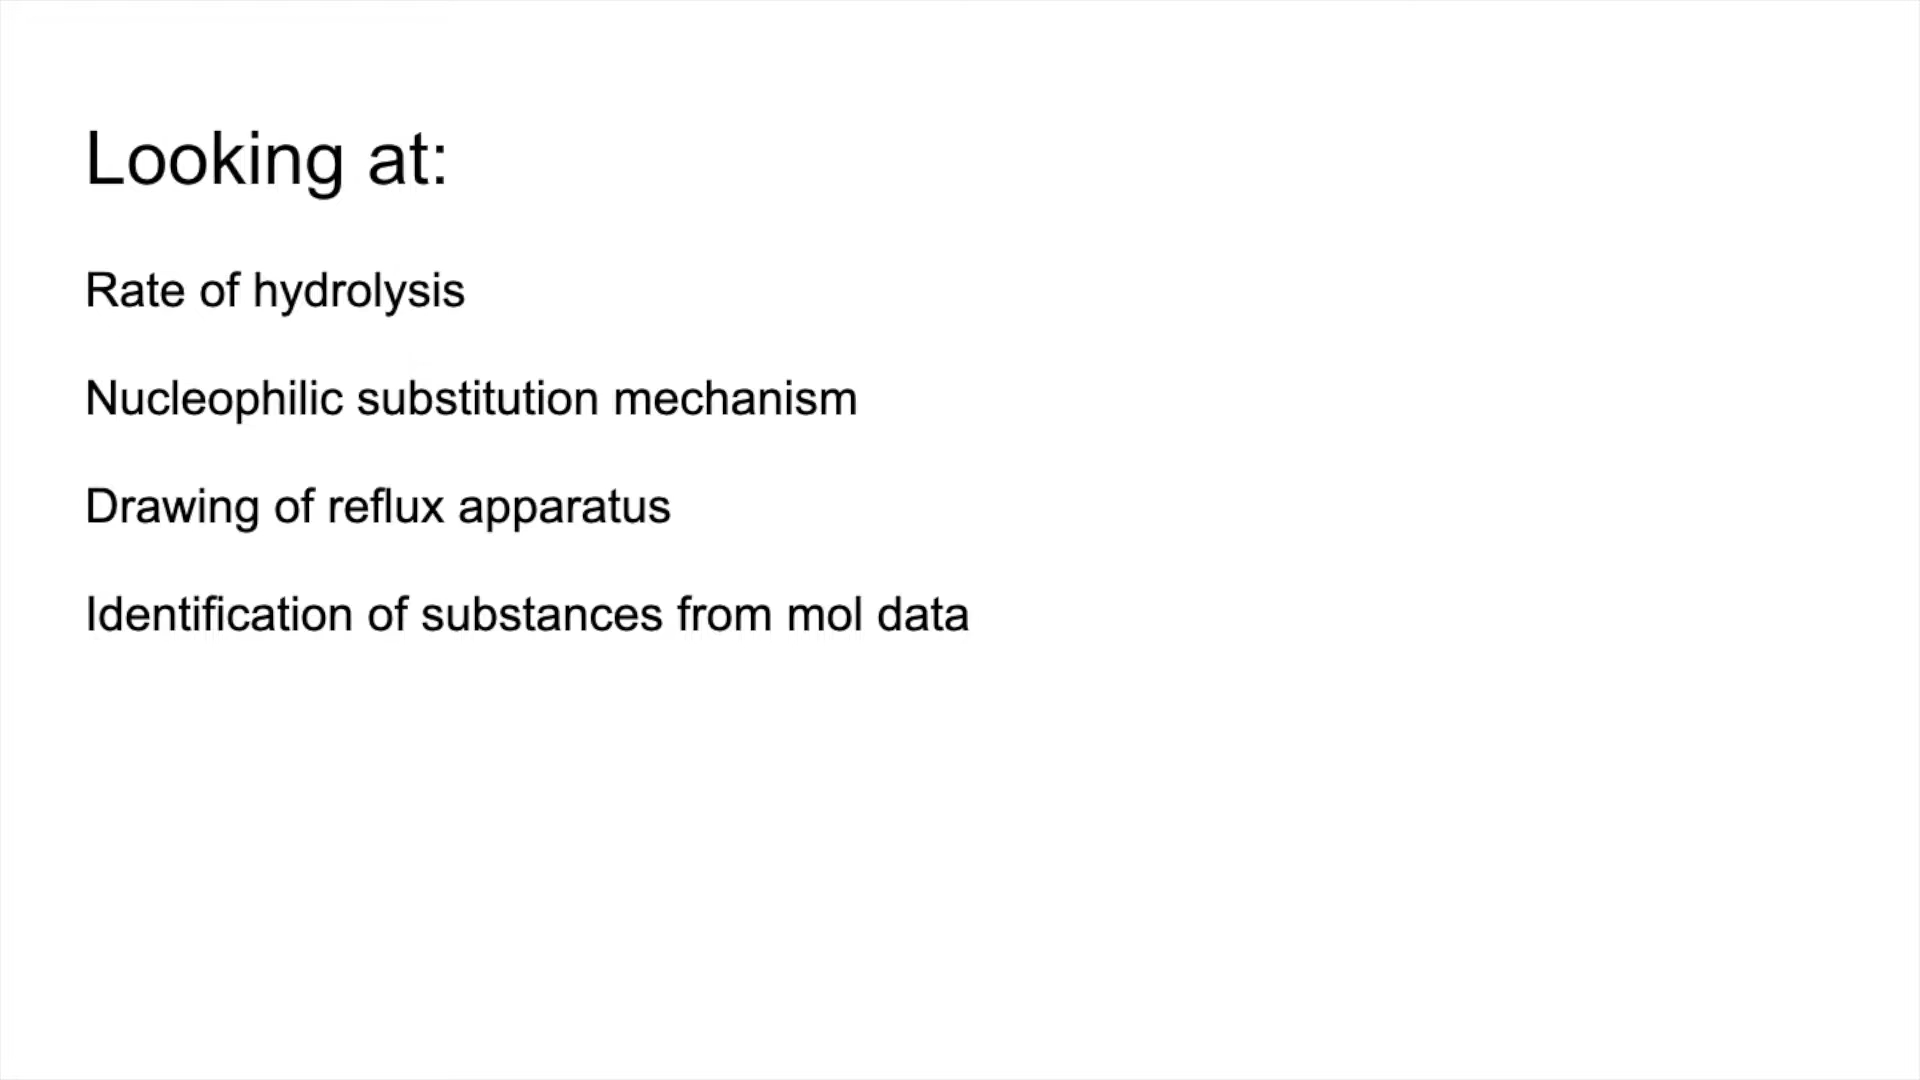 Looking at:
Rate of hydrolysis
Nucleophilic substitution mechanism
Drawing of reflux apparatus
Identification of substances from mol data